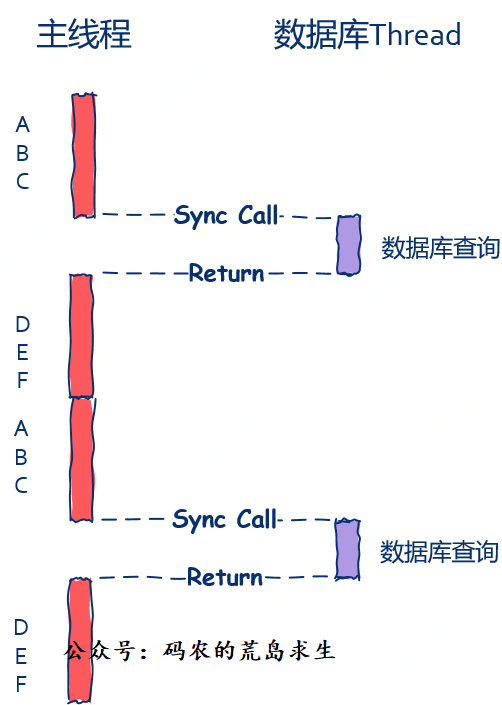 主线程
数据库Thread
A
B
C
Sync Call
数据库查询
Return
D
E
F
A
B
C
Sync Call
数据库查询
Return
D
E
F
公众号：码农的荒岛求生